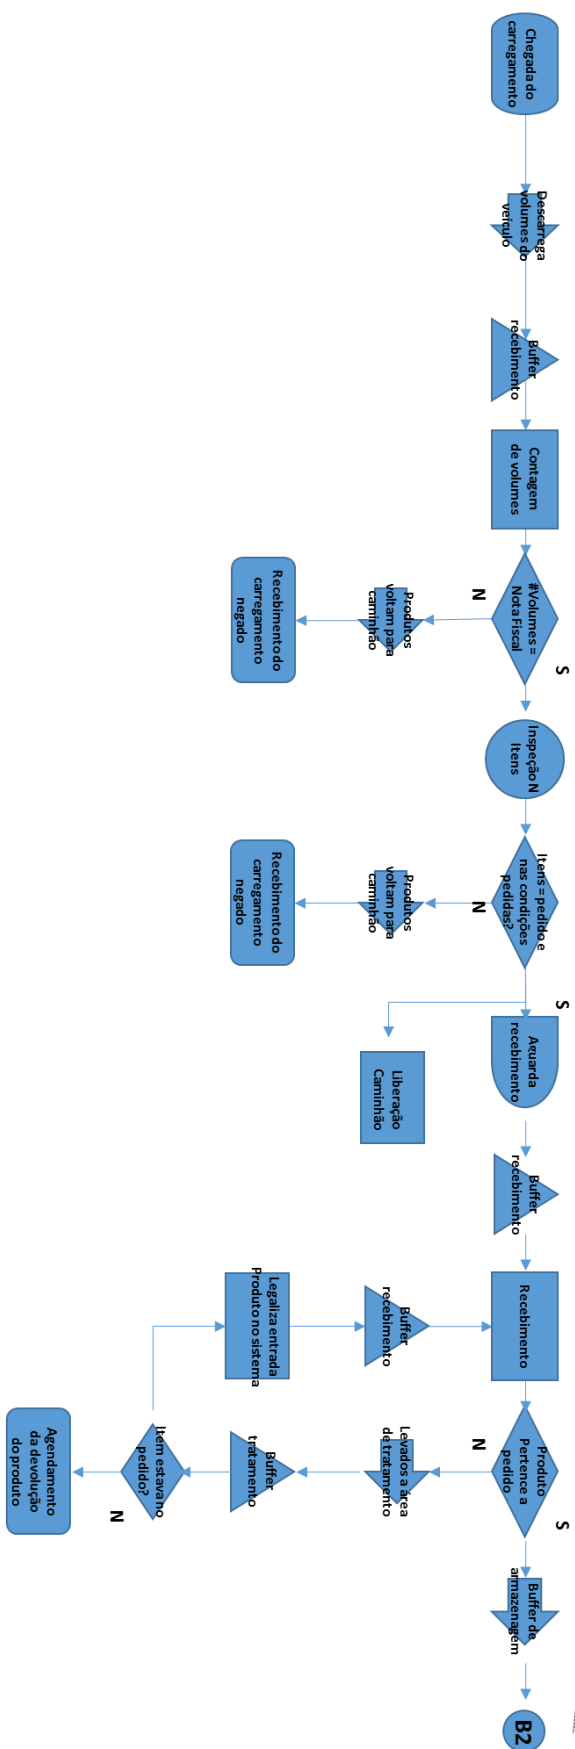 Chegada do
carregamento
Descarrega
volumes do
veículo
Buffer
recebimento
Contagem
de volumes
#Volumes =
Nota Fiscal
N
S
Produtos
voltam para
caminhão
Recebimento do
carregamento
negado
Inspeção N
Itens
Itens = pedido e
nas condições
pedidas?
N
S
Produtos
voltam para
caminhão
Recebimento do
carregamento
negado
Aguarda
recebimento
Liberação
Caminhão
Buffer
recebimento
Recebimento
Produto
Pertence a
pedido
N
S
Levados a área
de tratamento
Buffer
tratamento
Item estava no
pedido?
N
Agendamento
da devolução
do produto
Legaliza entrada
Produto no sistema
Buffer
recebimento
Buffer de
armazenagem
B2